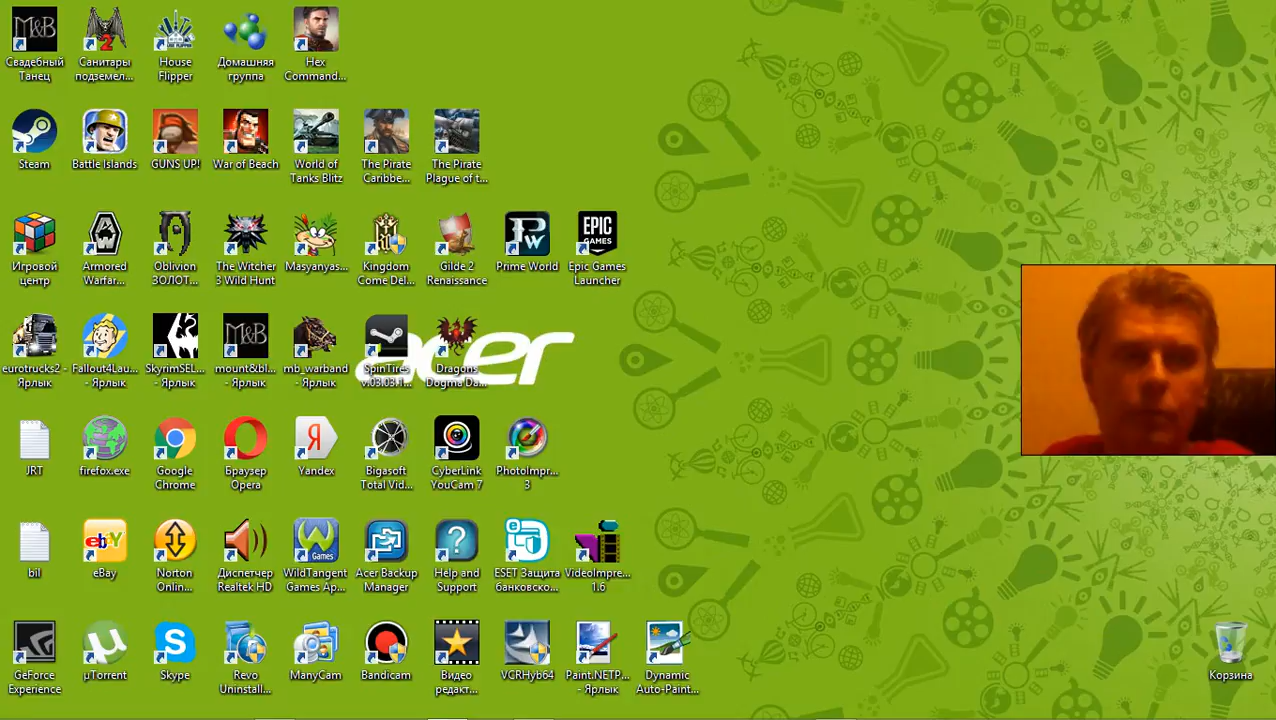 Свадебный
Танец
Санитары
подземел...
House
Flipper
Домашняя
группа
Hex
Command...
Steam
Battle Islands
GUNS UP!
War of Beach
World of
Tanks Blitz
The Pirate
Caribbe...
The Pirate
Plague of t...
Игровой
центр
Armored
Warfar...
Oblivion
ЗОЛОТ...
The Witcher
3 Wild Hunt
Masyanyas...
Kingdom
Come Del...
Gilde 2
Renaissance
Prime World
Epic Games
Launcher
eurotrucks2 -
Ярлык
Fallout4Lau...
- Ярлык
SkyrimSEL...
- Ярлык
mount&bl...
- Ярлык
mb_warband
- Ярлык
SpinTires
Dragons
Dogma Da...
acer
JRT
firefox.exe
Google
Chrome
Браузер
Opera
Yandex
Bigasoft
Total Vid...
CyberLink
YouCam 7
PhotoImpr...
3
bil
eBay
Norton
Onlin...
Диспетчер
Realtek HD
WildTangent
Games Ap...
Acer Backup
Manager
Help and
Support
ESET Защита
банковско...
VideoImpre...
1.6
GeForce
Experience
µTorrent
Skype
Revo
Uninstall...
ManyCam
Bandicam
Видео
редакт...
VCRHyb64
Paint.NETP...
- Ярлык
Dynamic
Auto-Paint...
Корзина